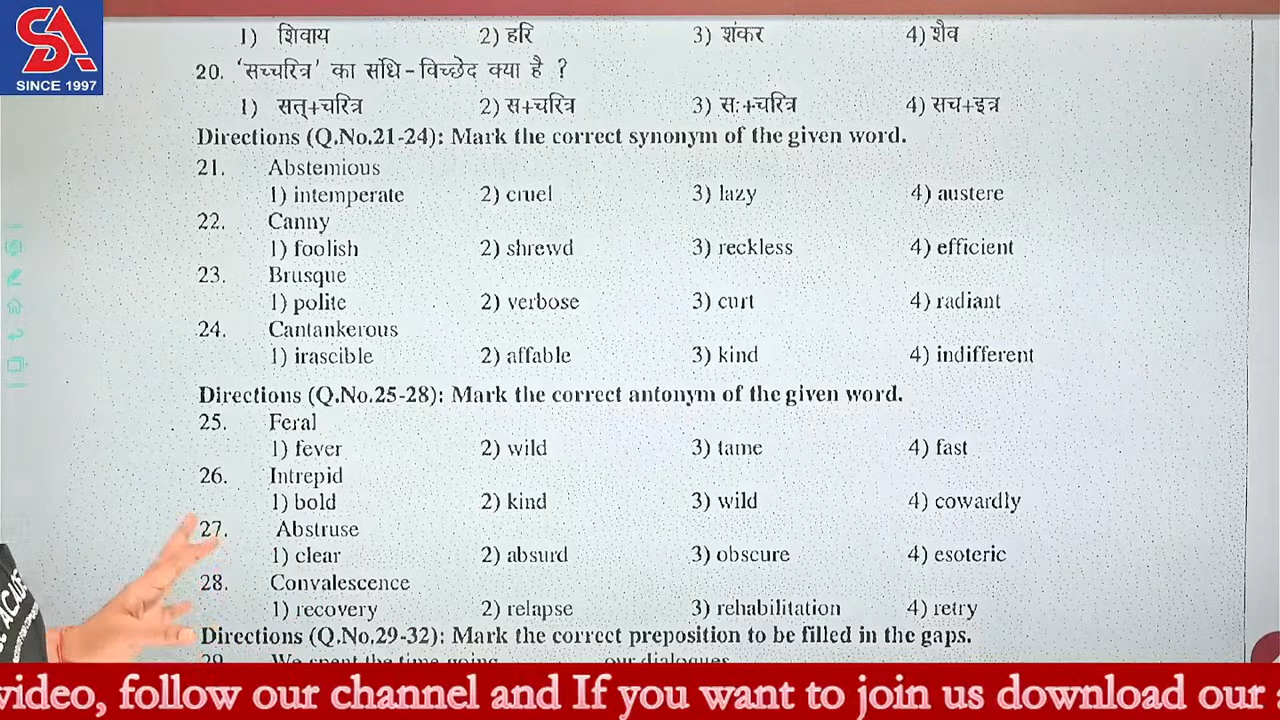 SA
SINCE 1997
1) शिवाय 2) हरि 3) शंकर 4) शैव
20. 'सच्चरित्र' का संधि-विच्छेद क्या है ?
1) सत्+चरित्र 2) स+चरित्र 3) सः+चरित्र 4) सच+इत्र
Directions (Q.No.21-24): Mark the correct synonym of the given word.
21. Abstemious
1) intemperate 2) cruel 3) lazy 4) austere
22. Canny
1) foolish 2) shrewd 3) reckless 4) efficient
23. Brusque
1) polite 2) verbose 3) curt 4) radiant
24. Cantankerous
1) irascible 2) affable 3) kind 4) indifferent
Directions (Q.No.25-28): Mark the correct antonym of the given word.
25. Feral
1) fever 2) wild 3) tame 4) fast
26. Intrepid
1) bold 2) kind 3) wild 4) cowardly
27. Abstruse
1) clear 2) absurd 3) obscure 4) esoteric
28. Convalescence
1) recovery 2) relapse 3) rehabilitation 4) retry
Directions (Q.No.29-32): Mark the correct preposition to be filled in the gaps.
29. We spent the time going our dialogues
video, follow our channel and If you want to join us download our